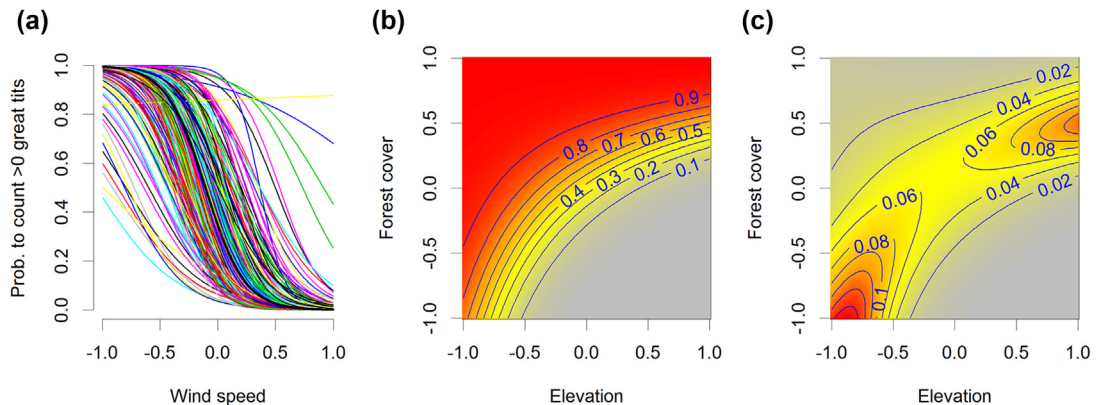 (a)
Prob. to count >0 great tits
1.0
0.8
0.6
0.4
0.2
0.0
-1.0 -0.5 0.0 0.5 1.0
Wind speed
(b)
Forest cover
1.0
0.5
0.0
-0.5
-1.0
0.9
0.8 0.7 0.6 0.5
0.4 0.3 0.2 0.1
-1.0 -0.5 0.0 0.5 1.0
Elevation
(c)
Forest cover
1.0
0.5
0.0
-0.5
-1.0
0.02
0.04
0.06
0.08
0.06 0.04 0.02
0.08
0.1
-1.0 -0.5 0.0 0.5 1.0
Elevation